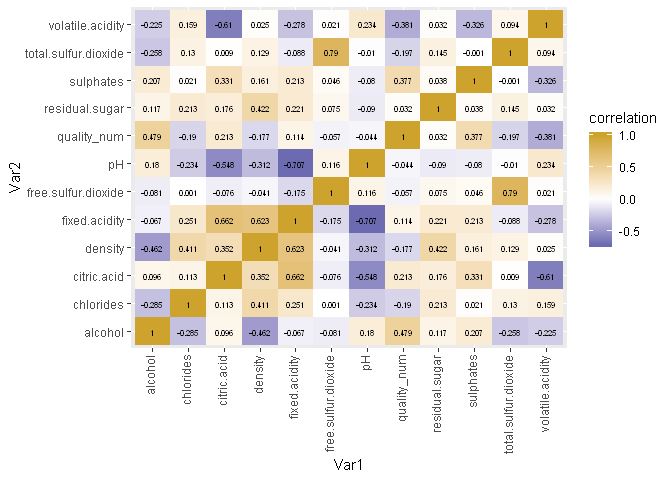 volatile.acidity -0.225 0.159 -0.61 0.025 -0.278 0.021 0.234 -0.381 0.032 -0.326 0.094 1
total.sulfur.dioxide -0.258 0.13 0.009 0.129 -0.088 0.79 -0.01 -0.197 0.145 -0.001 1 0.094
sulphates 0.207 0.021 0.331 0.161 0.213 0.046 -0.08 0.377 0.038 1 -0.001 -0.326
residual.sugar 0.117 0.213 0.176 0.422 0.221 0.075 -0.09 0.032 1 0.038 0.145 0.032
quality_num 0.479 -0.19 0.213 -0.177 0.114 -0.057 -0.044 1 0.032 0.377 -0.197 -0.381
pH 0.18 -0.234 -0.548 -0.312 -0.707 0.116 1 -0.044 -0.09 -0.08 -0.01 0.234
free.sulfur.dioxide -0.081 0.001 -0.076 -0.041 -0.175 1 0.116 -0.057 0.075 0.046 0.79 0.021
fixed.acidity -0.067 0.251 0.662 0.623 1 -0.175 -0.707 0.114 0.221 0.213 -0.088 -0.278
density -0.462 0.411 0.352 1 0.623 -0.041 -0.312 -0.177 0.422 0.161 0.129 0.025
citric.acid 0.096 0.113 1 0.352 0.662 -0.076 -0.548 0.213 0.176 0.331 0.009 -0.61
chlorides -0.285 1 0.113 0.411 0.251 0.001 -0.234 -0.19 0.213 0.021 0.13 0.159
alcohol 1 -0.285 0.096 -0.462 -0.067 -0.081 0.18 0.479 0.117 0.207 -0.258 -0.225
Var2
alcohol
chlorides
citric.acid
density
fixed.acidity
free.sulfur.dioxide
pH
quality_num
residual.sugar
sulphates
total.sulfur.dioxide
volatile.acidity
Var1
correlation
1.0
0.5
0.0
-0.5